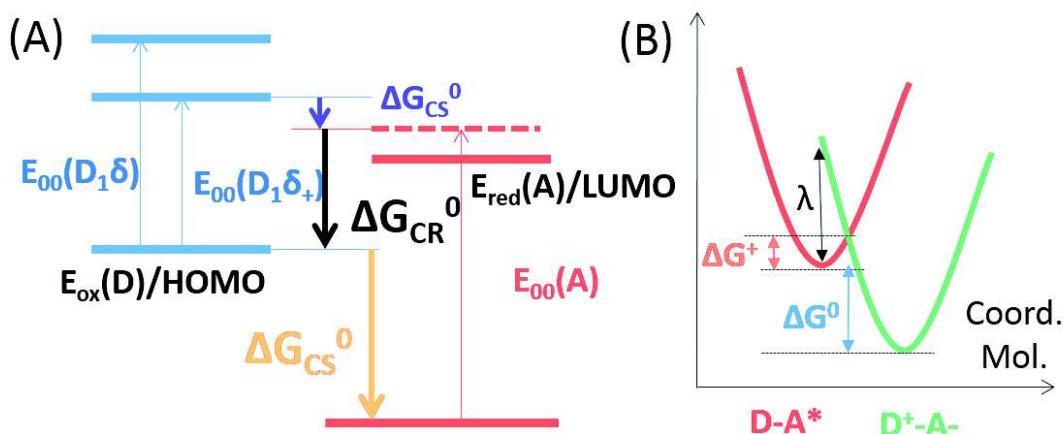 (A)
ΔG_CS^0
E_00(D_1δ)
E_00(D_1δ_+)
E_red(A)/LUMO
ΔG_CR^0
E_ox(D)/HOMO
E_00(A)
ΔG_CS^0
(B)
λ
ΔG^+
ΔG^0
Coord.
Mol.
D-A*
D^+-A-